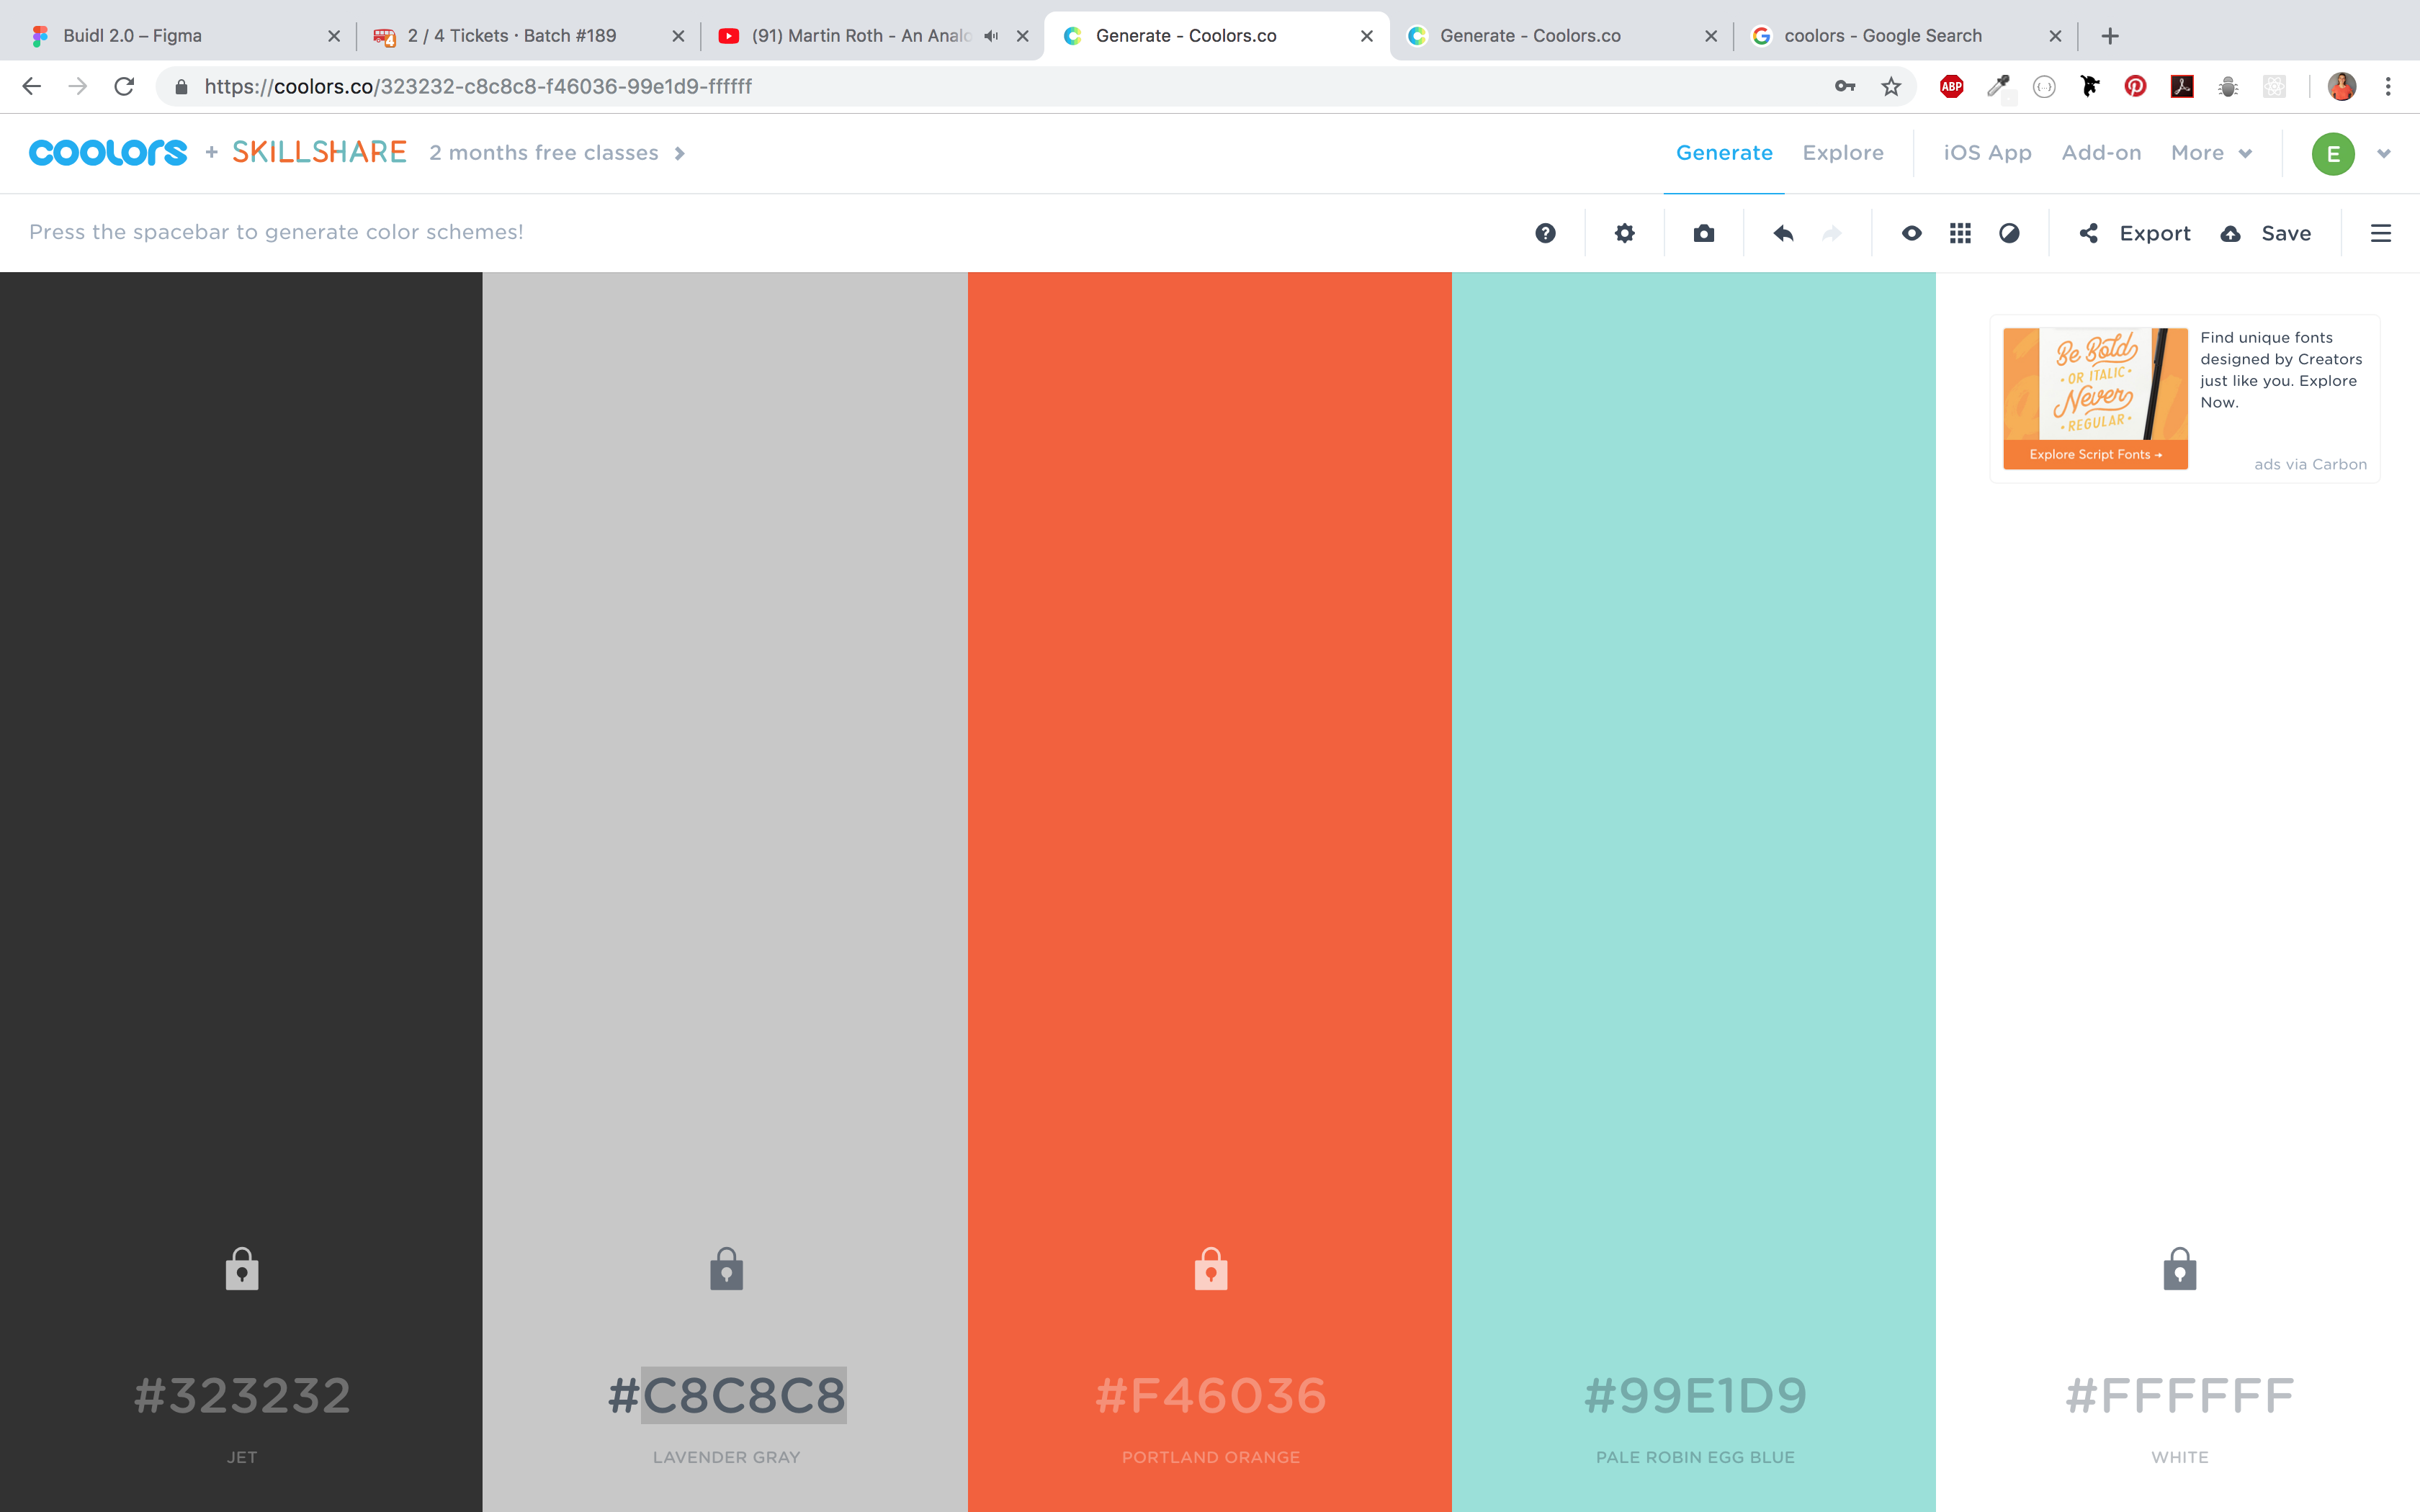 Buidl 2.0 – Figma
2 / 4 Tickets · Batch #189
(91) Martin Roth - An Analo
Generate - Coolors.co
Generate - Coolors.co
coolors - Google Search
https://coolors.co/323232-c8c8c8-f46036-99e1d9-ffffff
ABP
coolors + SKILLSHARE 2 months free classes
Generate Explore iOS App Add-on More E
Press the spacebar to generate color schemes!
Export Save
Be Bold
• OR ITALIC •
Never
• REGULAR •
Explore Script Fonts →
Find unique fonts
designed by Creators
just like you. Explore
Now.
ads via Carbon
#323232
JET
#C8C8C8
LAVENDER GRAY
#F46036
PORTLAND ORANGE
#99E1D9
PALE ROBIN EGG BLUE
#FFFFFF
WHITE